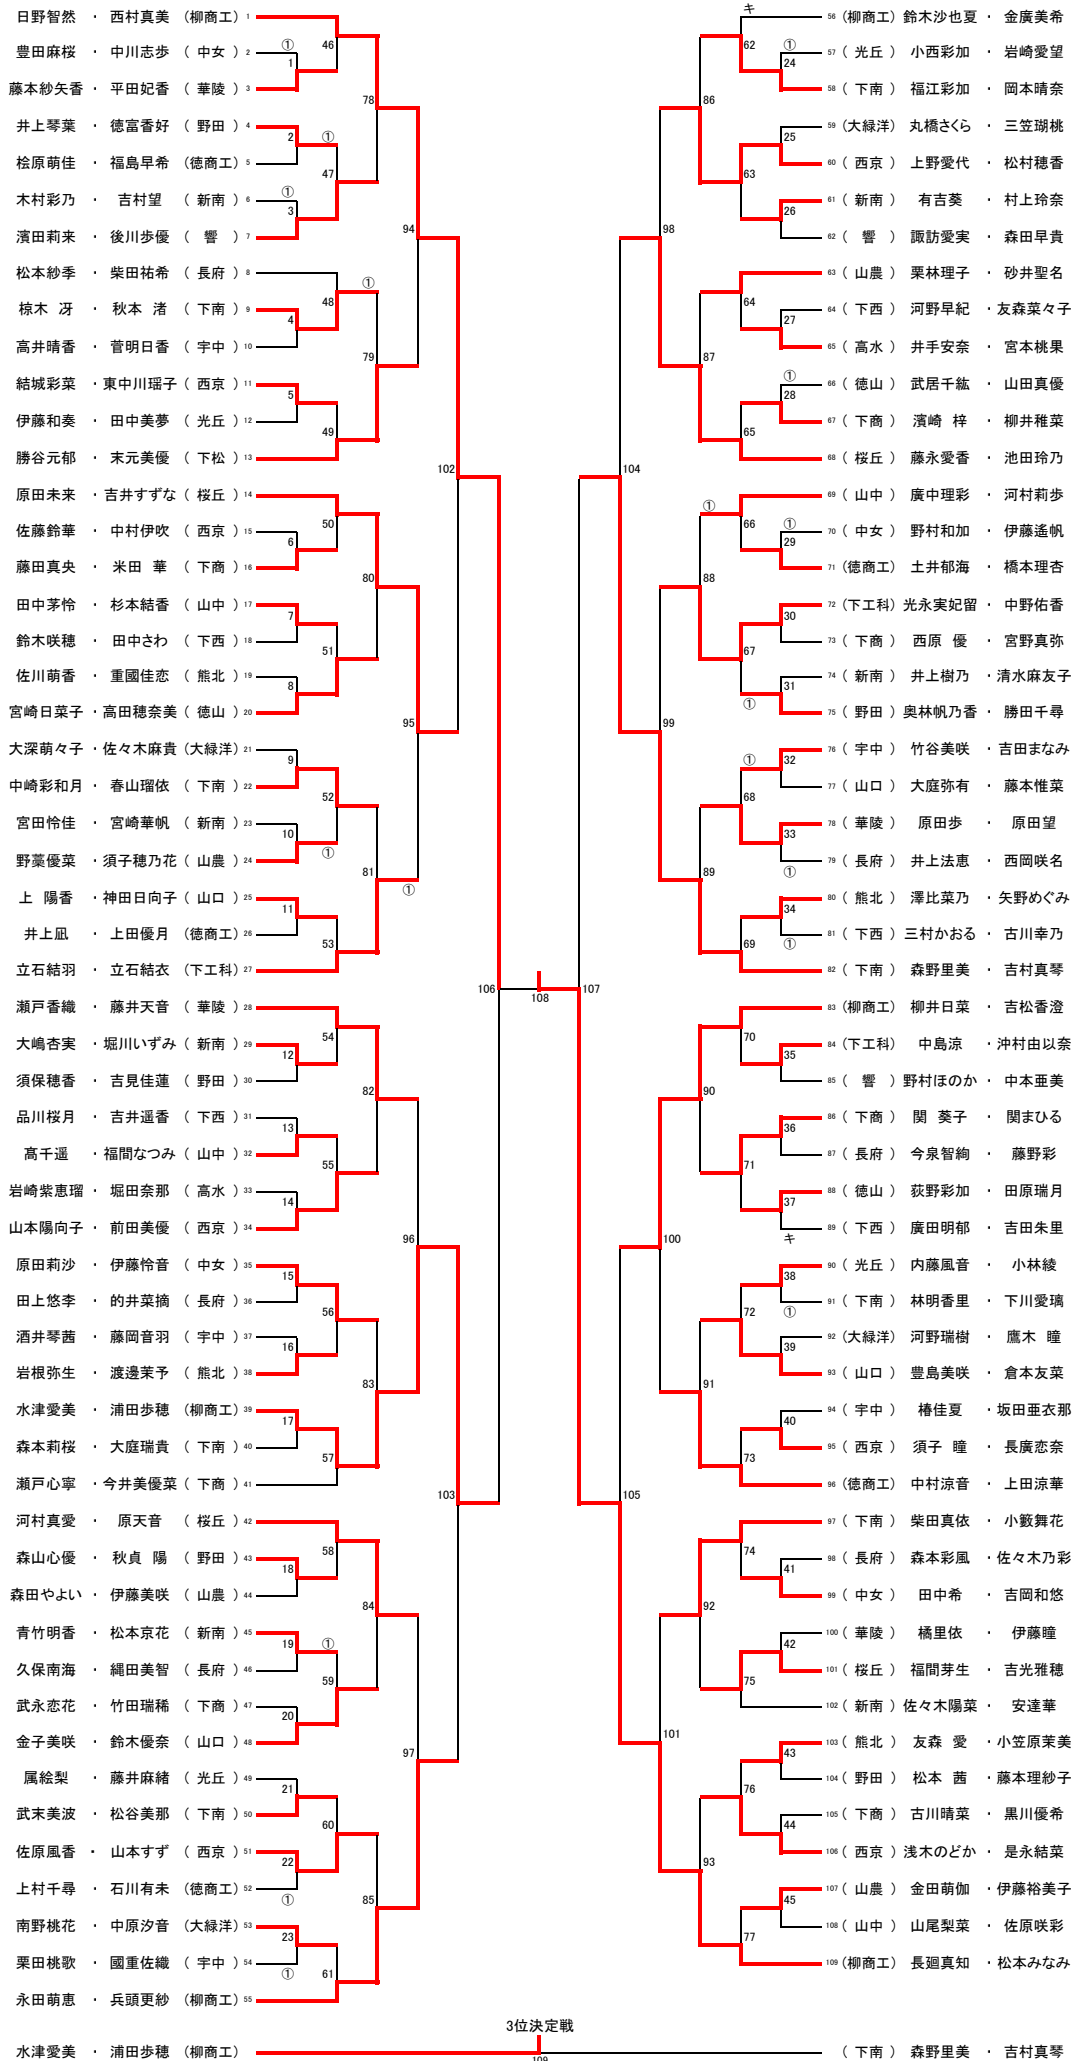 日野智然 ・ 西村真美 (柳商工) 1
豊田麻桜 ・ 中川志歩 ( 中女 ) 2
藤本紗矢香 ・ 平田妃香 ( 華陵 ) 3
井上琴葉 ・ 徳富香好 ( 野田 ) 4
桧原萌佳 ・ 福島早希 (徳商工) 5
木村彩乃 ・ 吉村望 ( 新南 ) 6
濱田莉来 ・ 後川歩優 ( 響 ) 7
松本紗季 ・ 柴田祐希 ( 長府 ) 8
椋木 冴 ・ 秋本 渚 ( 下南 ) 9
高井晴香 ・ 菅明日香 ( 宇中 ) 10
結城彩菜 ・ 東中川瑶子 ( 西京 ) 11
伊藤和奏 ・ 田中美夢 ( 光丘 ) 12
勝谷元郁 ・ 末元美優 ( 下松 ) 13
原田未来 ・ 吉井すずな ( 桜丘 ) 14
佐藤鈴華 ・ 中村伊吹 ( 西京 ) 15
藤田真央 ・ 米田 華 ( 下商 ) 16
田中茅怜 ・ 杉本結香 ( 山中 ) 17
鈴木咲穂 ・ 田中さわ ( 下西 ) 18
佐川萌香 ・ 重國佳恋 ( 熊北 ) 19
宮崎日菜子 ・ 高田穂奈美 ( 徳山 ) 20
大深萌々子 ・ 佐々木麻貴 (大緑洋) 21
中崎彩和月 ・ 春山瑠依 ( 下南 ) 22
宮田怜佳 ・ 宮崎華帆 ( 新南 ) 23
野藁優菜 ・ 須子穂乃花 ( 山農 ) 24
上 陽香 ・ 神田日向子 ( 山口 ) 25
井上凪 ・ 上田優月 (徳商工) 26
立石結羽 ・ 立石結衣 (下工科) 27
瀬戸香織 ・ 藤井天音 ( 華陵 ) 28
大嶋杏実 ・ 堀川いずみ ( 新南 ) 29
須保穂香 ・ 吉見佳蓮 ( 野田 ) 30
品川桜月 ・ 吉井遥香 ( 下西 ) 31
髙千遥 ・ 福間なつみ ( 山中 ) 32
岩崎紫恵瑠 ・ 堀田奈那 ( 高水 ) 33
山本陽向子 ・ 前田美優 ( 西京 ) 34
原田莉沙 ・ 伊藤怜音 ( 中女 ) 35
田上悠李 ・ 的井菜摘 ( 長府 ) 36
酒井琴茜 ・ 藤岡音羽 ( 宇中 ) 37
岩根弥生 ・ 渡邊茉予 ( 熊北 ) 38
水津愛美 ・ 浦田歩穂 (柳商工) 39
森本莉桜 ・ 大庭瑞貴 ( 下南 ) 40
瀬戸心寧 ・ 今井美優菜 ( 下商 ) 41
河村真愛 ・ 原天音 ( 桜丘 ) 42
森山心優 ・ 秋貞 陽 ( 野田 ) 43
森田やよい ・ 伊藤美咲 ( 山農 ) 44
青竹明香 ・ 松本京花 ( 新南 ) 45
久保南海 ・ 縄田美智 ( 長府 ) 46
武永恋花 ・ 竹田瑞稀 ( 下商 ) 47
金子美咲 ・ 鈴木優奈 ( 山口 ) 48
属絵梨 ・ 藤井麻緒 ( 光丘 ) 49
武末美波 ・ 松谷美那 ( 下南 ) 50
佐原風香 ・ 山本すず ( 西京 ) 51
上村千尋 ・ 石川有未 (徳商工) 52
南野桃花 ・ 中原汐音 (大緑洋) 53
栗田桃歌 ・ 國重佐織 ( 宇中 ) 54
永田萌恵 ・ 兵頭更紗 (柳商工) 55
56 (柳商工) 鈴木沙也夏 ・ 金廣美希
57 ( 光丘 ) 小西彩加 ・ 岩崎愛望
58 ( 下南 ) 福江彩加 ・ 岡本晴奈
59 (大緑洋) 丸橋さくら ・ 三笠瑚桃
60 ( 西京 ) 上野愛代 ・ 松村穂香
61 ( 新南 ) 有吉葵 ・ 村上玲奈
62 ( 響 ) 諏訪愛実 ・ 森田早貴
63 ( 山農 ) 栗林理子 ・ 砂井聖名
64 ( 下西 ) 河野早紀 ・ 友森菜々子
65 ( 高水 ) 井手安奈 ・ 宮本桃果
66 ( 徳山 ) 武居千紘 ・ 山田真優
67 ( 下商 ) 濱崎 梓 ・ 柳井稚菜
68 ( 桜丘 ) 藤永愛香 ・ 池田玲乃
69 ( 山中 ) 廣中理彩 ・ 河村莉歩
70 ( 中女 ) 野村和加 ・ 伊藤遙帆
71 (徳商工) 土井郁海 ・ 橋本理杏
72 (下工科) 光永実妃留 ・ 中野佑香
73 ( 下商 ) 西原 優 ・ 宮野真弥
74 ( 新南 ) 井上樹乃 ・ 清水麻友子
75 ( 野田 ) 奥林帆乃香 ・ 勝田千尋
76 ( 宇中 ) 竹谷美咲 ・ 吉田まなみ
77 ( 山口 ) 大庭弥有 ・ 藤本惟菜
78 ( 華陵 ) 原田歩 ・ 原田望
79 ( 長府 ) 井上法恵 ・ 西岡咲名
80 ( 熊北 ) 澤比菜乃 ・ 矢野めぐみ
81 ( 下西 ) 三村かおる ・ 古川幸乃
82 ( 下南 ) 森野里美 ・ 吉村真琴
83 (柳商工) 柳井日菜 ・ 吉松香澄
84 (下工科) 中島涼 ・ 沖村由以奈
85 ( 響 ) 野村ほのか ・ 中本亜美
86 ( 下商 ) 関 葵子 ・ 関まひる
87 ( 長府 ) 今泉智絢 ・ 藤野彩
88 ( 徳山 ) 荻野彩加 ・ 田原瑞月
89 ( 下西 ) 廣田明郁 ・ 吉田朱里
90 ( 光丘 ) 内藤風音 ・ 小林綾
91 ( 下南 ) 林明香里 ・ 下川愛璃
92 (大緑洋) 河野瑞樹 ・ 鷹木 瞳
93 ( 山口 ) 豊島美咲 ・ 倉本友菜
94 ( 宇中 ) 椿佳夏 ・ 坂田亜衣那
95 ( 西京 ) 須子 瞳 ・ 長廣恋奈
96 (徳商工) 中村涼音 ・ 上田涼華
97 ( 下南 ) 柴田真依 ・ 小籔舞花
98 ( 長府 ) 森本彩風 ・ 佐々木乃彩
99 ( 中女 ) 田中希 ・ 吉岡和悠
100 ( 華陵 ) 橘里依 ・ 伊藤瞳
101 ( 桜丘 ) 福間芽生 ・ 吉光雅穂
102 ( 新南 ) 佐々木陽菜 ・ 安達華
103 ( 熊北 ) 友森 愛 ・ 小笠原茉美
104 ( 野田 ) 松本 茜 ・ 藤本理紗子
105 ( 下商 ) 古川晴菜 ・ 黒川優希
106 ( 西京 ) 浅木のどか ・ 是永結菜
107 ( 山農 ) 金田萌伽 ・ 伊藤裕美子
108 ( 山中 ) 山尾梨菜 ・ 佐原咲彩
109 (柳商工) 長廻真知 ・ 松本みなみ
3位決定戦
水津愛美 ・ 浦田歩穂 (柳商工)
109
( 下南 ) 森野里美 ・ 吉村真琴